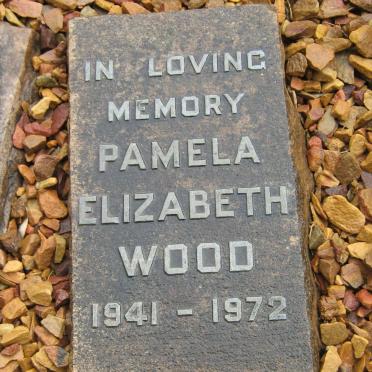 IN LOVING
MEMORY
PAMELA
ELIZABETH
WOOD
1941 - 1972